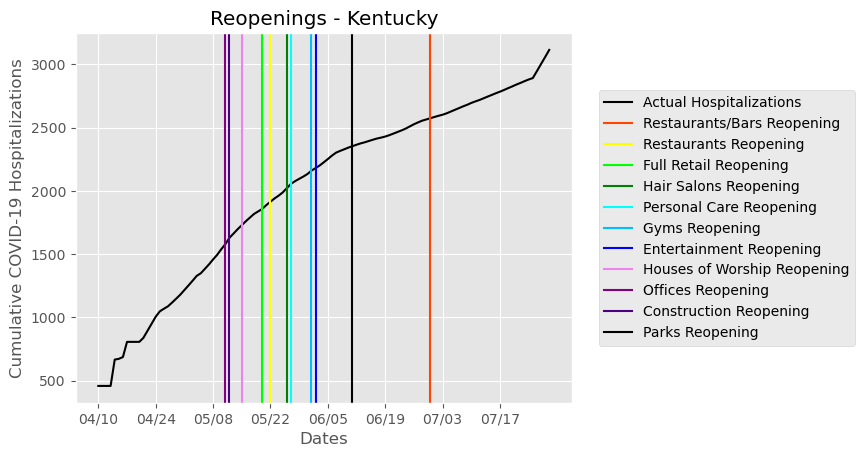 Reopenings - Kentucky
Cumulative COVID-19 Hospitalizations
3000
2500
2000
1500
1000
500
04/10 04/24 05/08 05/22 06/05 06/19 07/03 07/17
Dates
Actual Hospitalizations
Restaurants/Bars Reopening
Restaurants Reopening
Full Retail Reopening
Hair Salons Reopening
Personal Care Reopening
Gyms Reopening
Entertainment Reopening
Houses of Worship Reopening
Offices Reopening
Construction Reopening
Parks Reopening